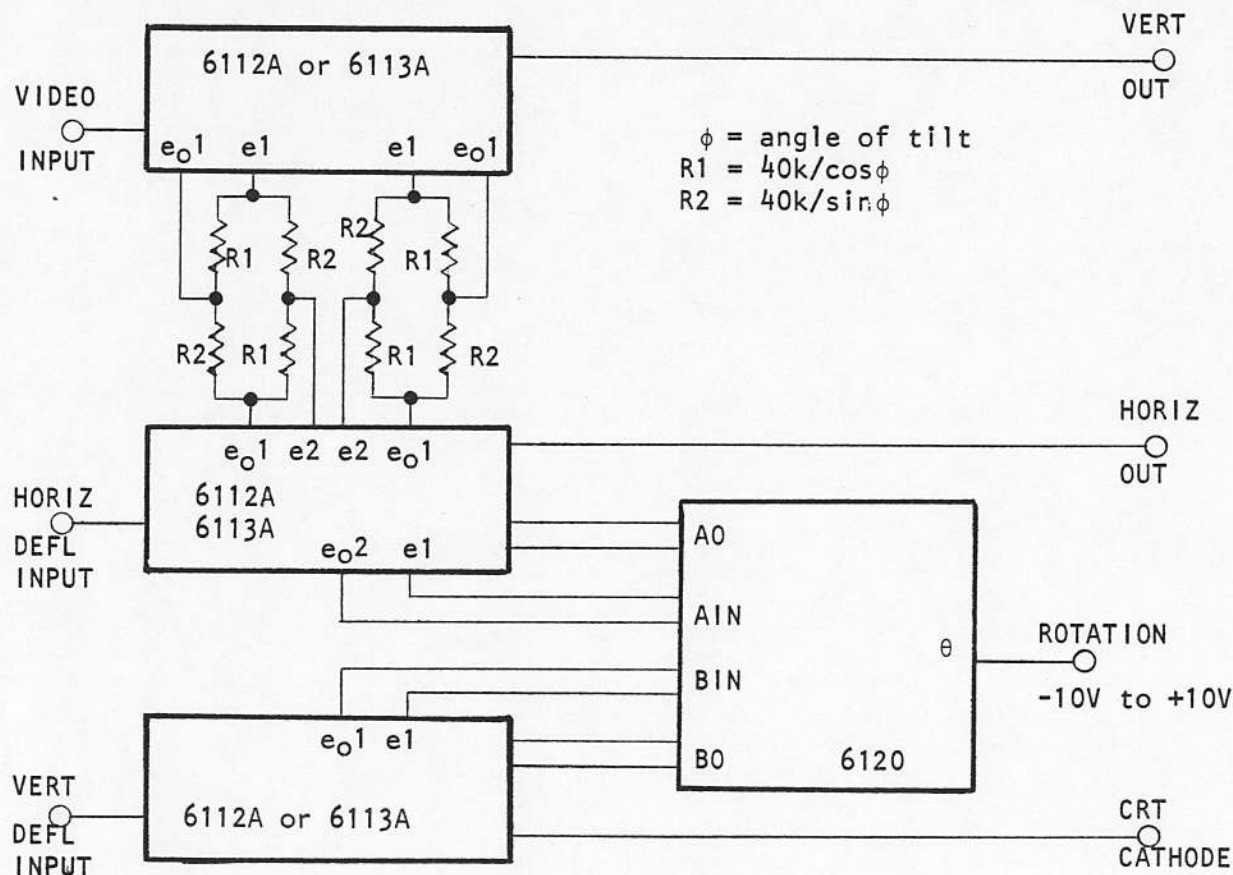 VERT
OUT
6112A or 6113A
VIDEO
INPUT
eo1 e1 e1 eo1
ϕ = angle of tilt
R1 = 40k/cosϕ
R2 = 40k/sinϕ
R1 R2 R2 R1
R2 R1 R1 R2
HORIZ
OUT
eo1 e2 e2 eo1
6112A
6113A
HORIZ
DEFL
INPUT
eo2 e1
AO
AIN
BIN
BO
θ
6120
ROTATION
-10V to +10V
eo1 e1
6112A or 6113A
VERT
DEFL
INPUT
CRT
CATHODE